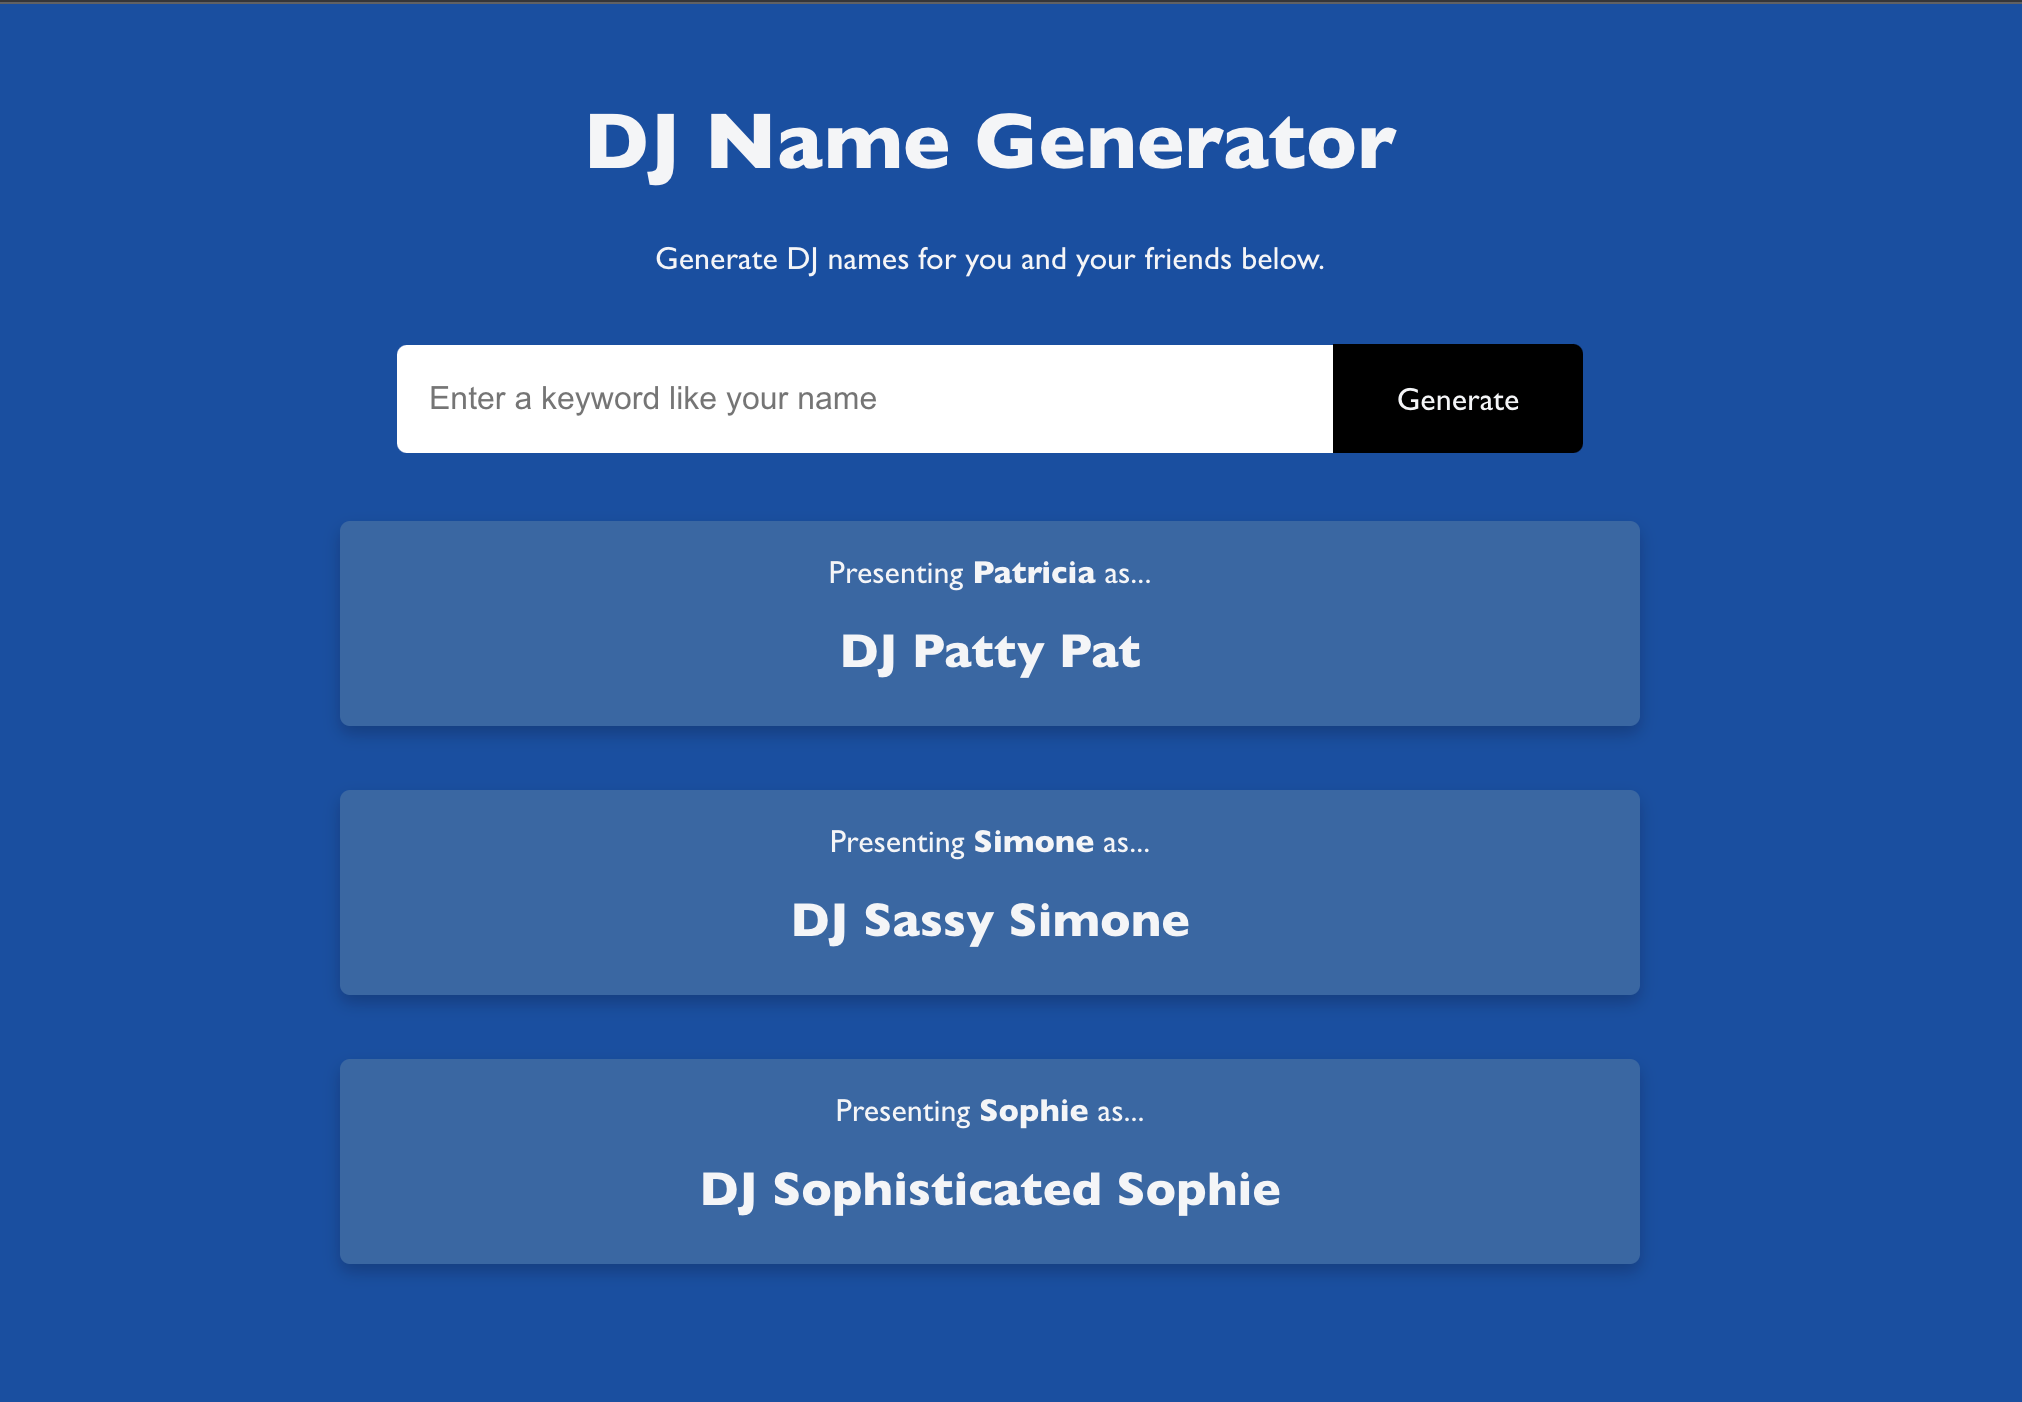 DJ Name Generator
Generate DJ names for you and your friends below.
Enter a keyword like your name
Generate
Presenting Patricia as...
DJ Patty Pat
Presenting Simone as...
DJ Sassy Simone
Presenting Sophie as...
DJ Sophisticated Sophie